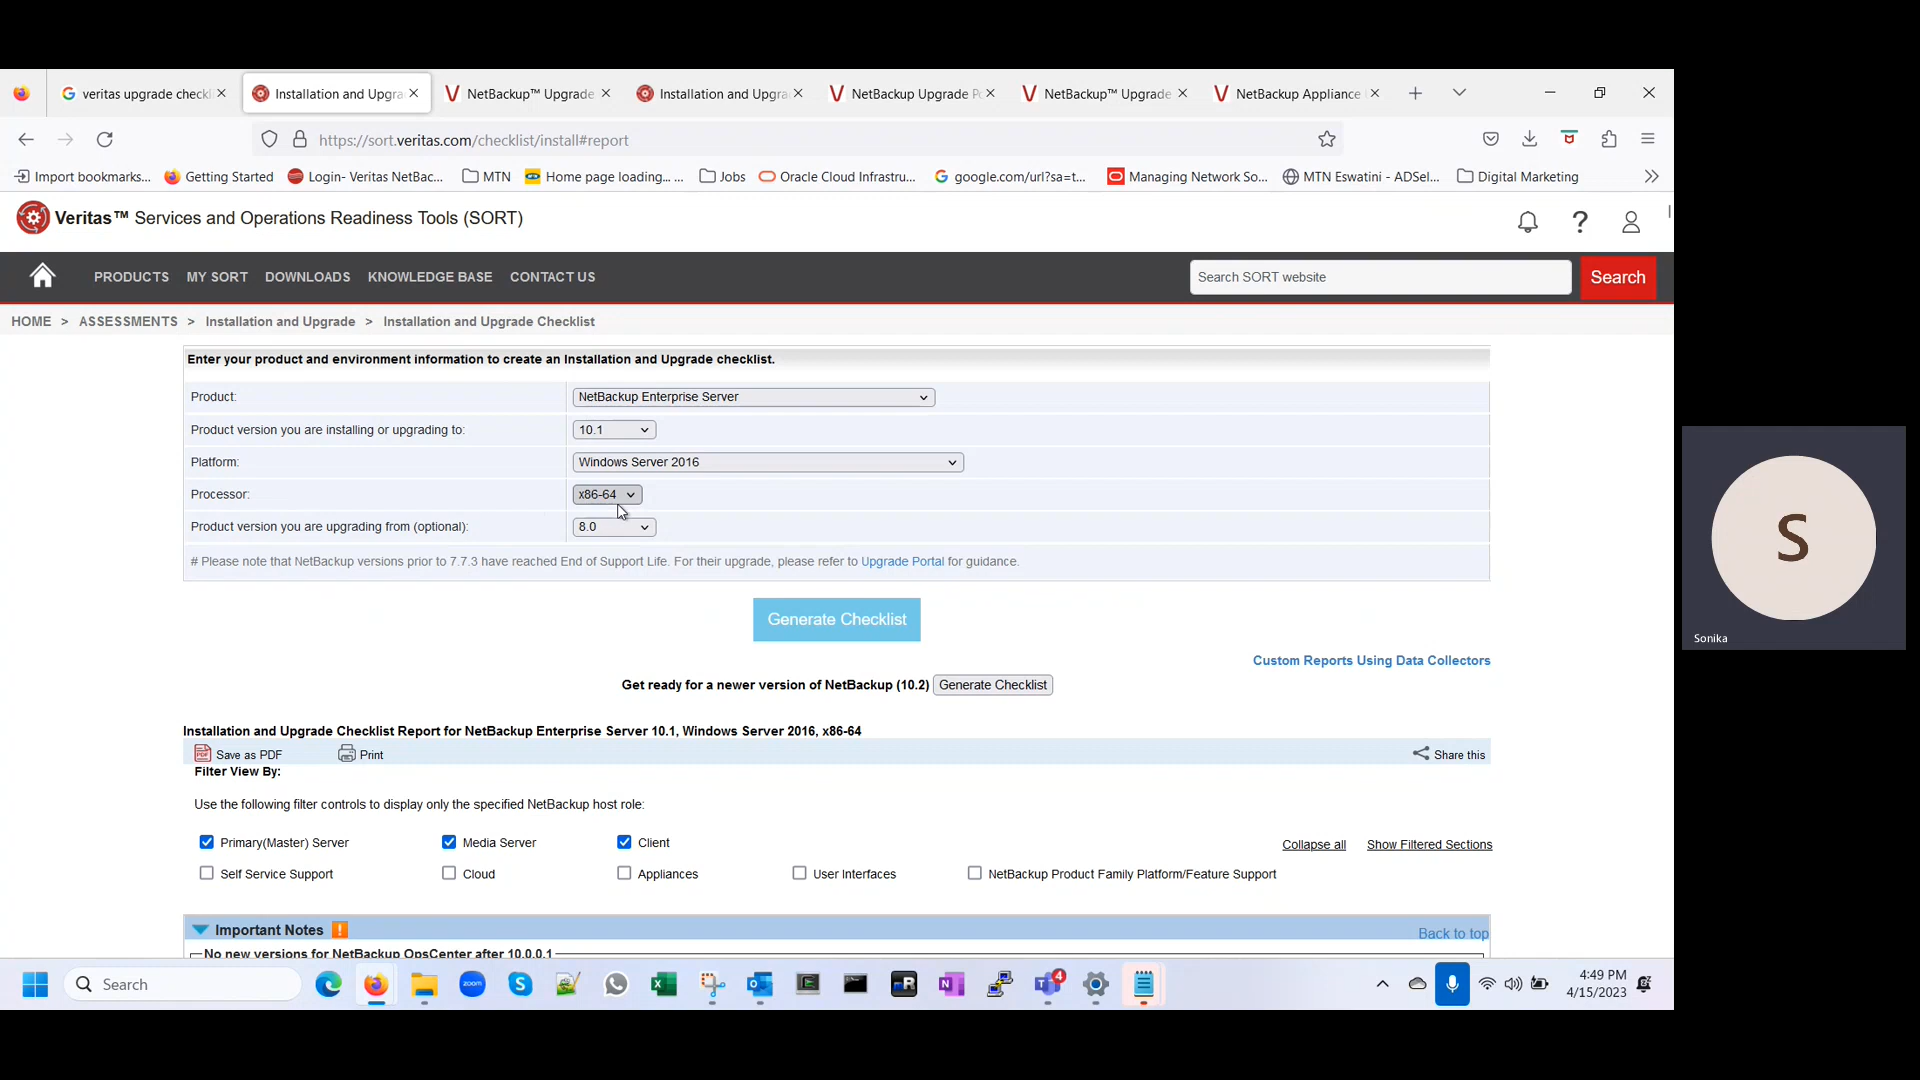 veritas upgrade checkl
Installation and Upgra
NetBackup™ Upgrade
Installation and Upgra
NetBackup Upgrade P
NetBackup™ Upgrade
NetBackup Appliance
https://sort.veritas.com/checklist/install#report
Import bookmarks...
Getting Started
Login- Veritas NetBac...
MTN
Home page loading... ...
Jobs
Oracle Cloud Infrastru...
google.com/url?sa=t...
Managing Network So...
MTN Eswatini - ADSel...
Digital Marketing
Veritas™ Services and Operations Readiness Tools (SORT)
PRODUCTS MY SORT DOWNLOADS KNOWLEDGE BASE CONTACT US
Search SORT website
Search
HOME > ASSESSMENTS > Installation and Upgrade > Installation and Upgrade Checklist
Enter your product and environment information to create an Installation and Upgrade checklist.
Product: NetBackup Enterprise Server
Product version you are installing or upgrading to: 10.1
Platform: Windows Server 2016
Processor: x86-64
Product version you are upgrading from (optional): 8.0
# Please note that NetBackup versions prior to 7.7.3 have reached End of Support Life. For their upgrade, please refer to Upgrade Portal for guidance.
Generate Checklist
Custom Reports Using Data Collectors
Get ready for a newer version of NetBackup (10.2) Generate Checklist
Installation and Upgrade Checklist Report for NetBackup Enterprise Server 10.1, Windows Server 2016, x86-64
Save as PDF Print Share this
Filter View By:
Use the following filter controls to display only the specified NetBackup host role:
Primary(Master) Server Media Server Client Collapse all Show Filtered Sections
Self Service Support Cloud Appliances User Interfaces NetBackup Product Family Platform/Feature Support
Important Notes !
Back to top
No new versions for NetBackup OpsCenter after 10.0.0.1
Search
zoom
4
4:49 PM
4/15/2023
S
Sonika